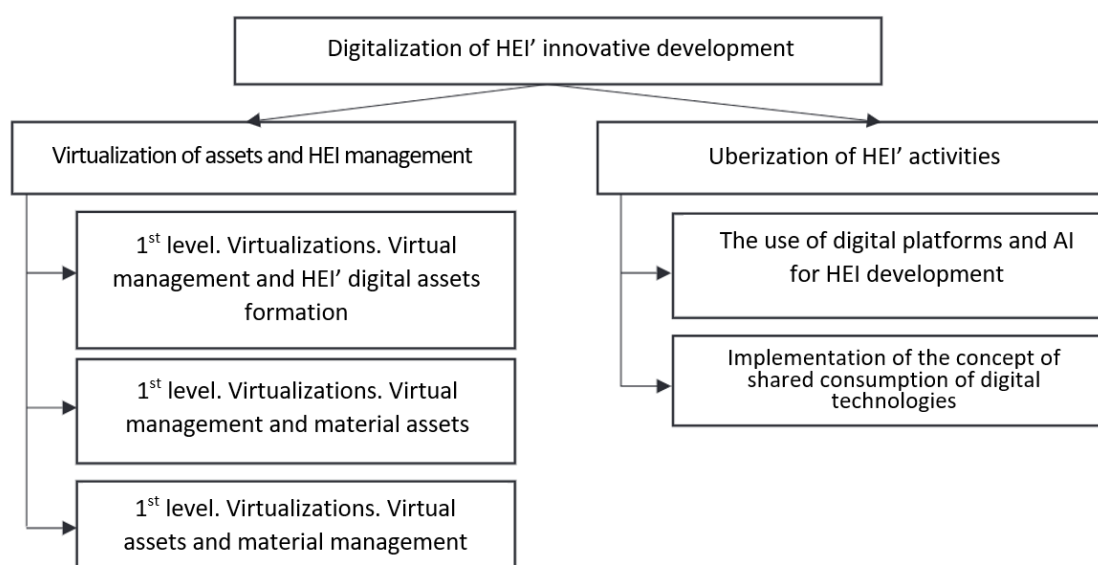 Digitalization of HEI’ innovative development
Virtualization of assets and HEI management
1st level. Virtualizations. Virtual
management and HEI’ digital assets
formation
1st level. Virtualizations. Virtual
management and material assets
1st level. Virtualizations. Virtual
assets and material management
Uberization of HEI’ activities
The use of digital platforms and AI
for HEI development
Implementation of the concept of
shared consumption of digital
technologies